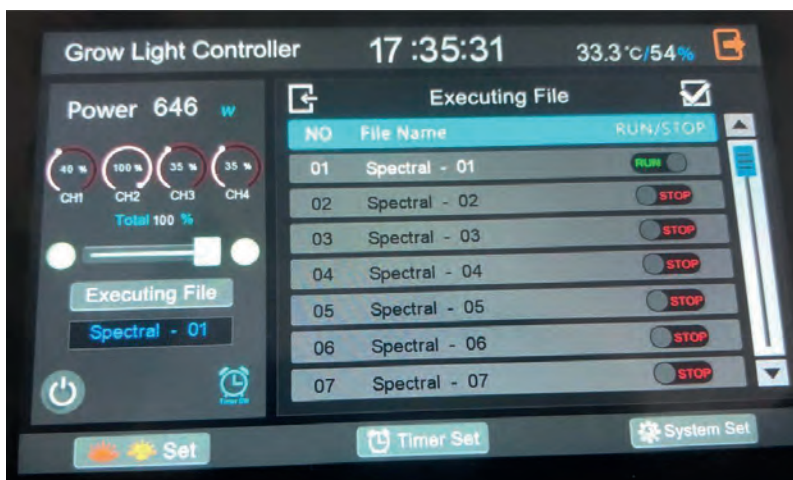 Grow Light Controller 17:35:31 33.3°C/54%
Power 646 w
40 % 100 % 35 % 35 %
CH1 CH2 CH3 CH4
Total 100 %
Executing File
Spectral - 01
Timer ON
Executing File
NO File Name RUN/STOP
01 Spectral - 01 RUN
02 Spectral - 02 STOP
03 Spectral - 03 STOP
04 Spectral - 04 STOP
05 Spectral - 05 STOP
06 Spectral - 06 STOP
07 Spectral - 07 STOP
Set Timer Set System Set